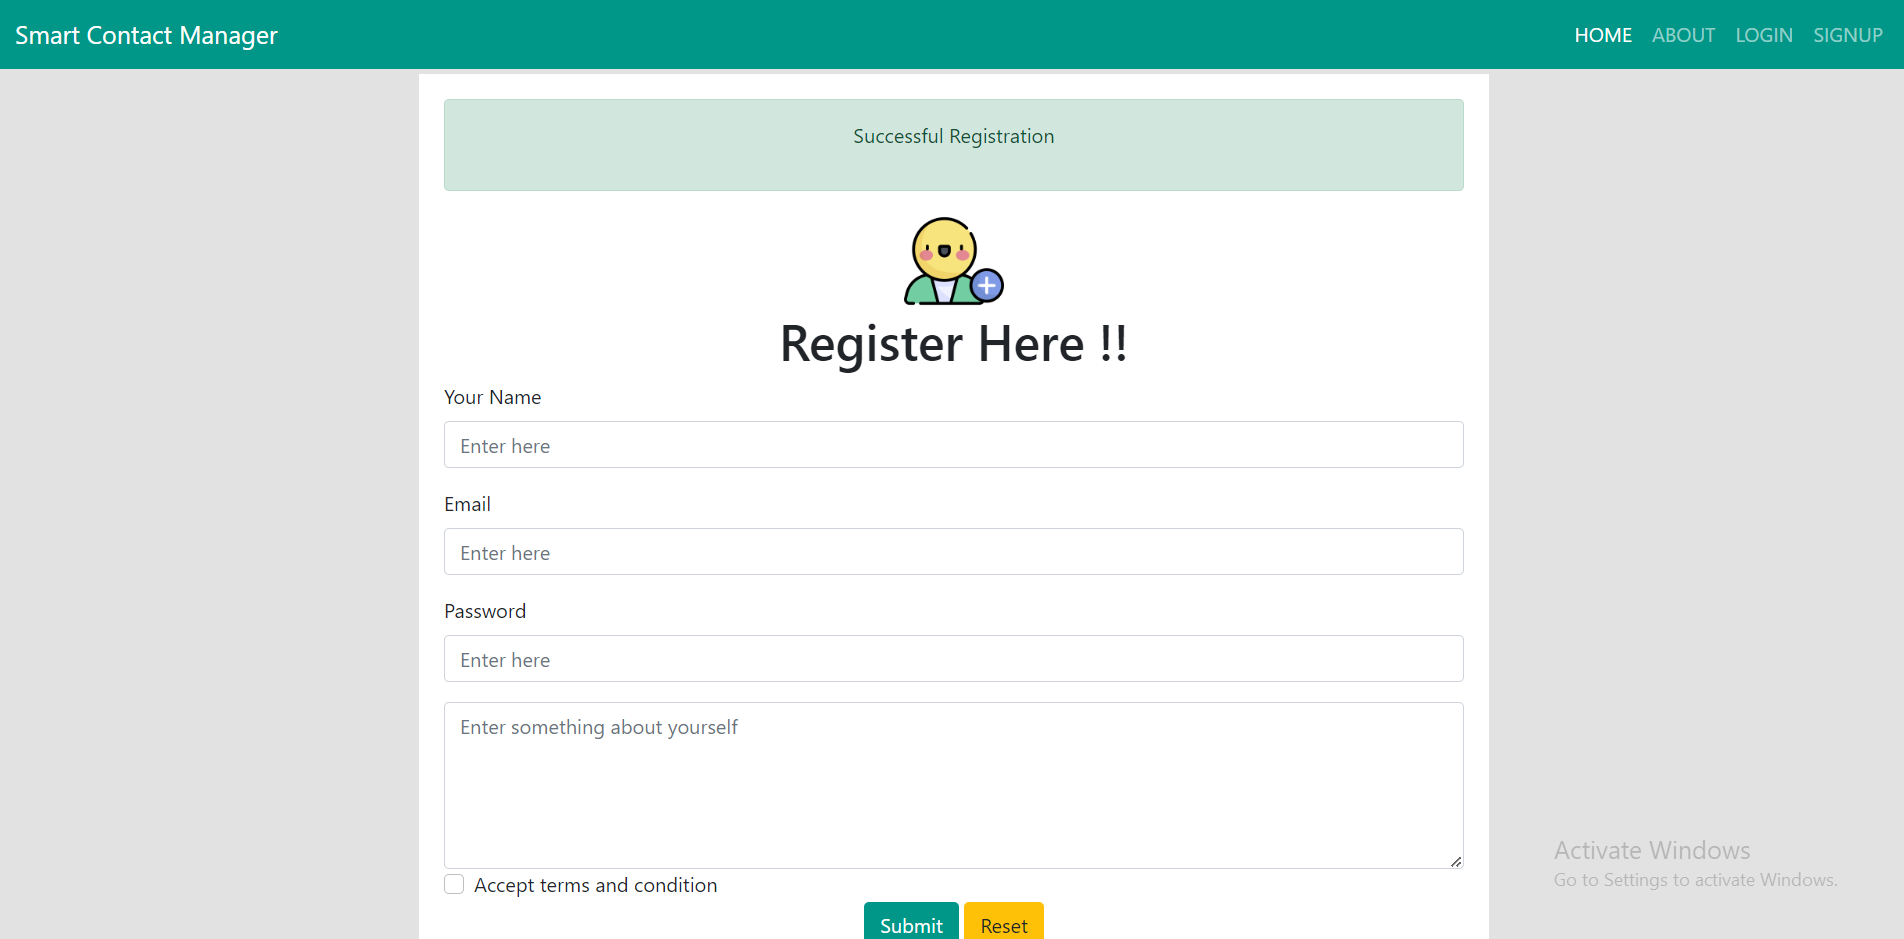 Smart Contact Manager
HOME ABOUT LOGIN SIGNUP
Successful Registration
Register Here !!
Your Name
Enter here
Email
Enter here
Password
Enter here
Enter something about yourself
Accept terms and condition
Submit Reset
Activate Windows
Go to Settings to activate Windows.